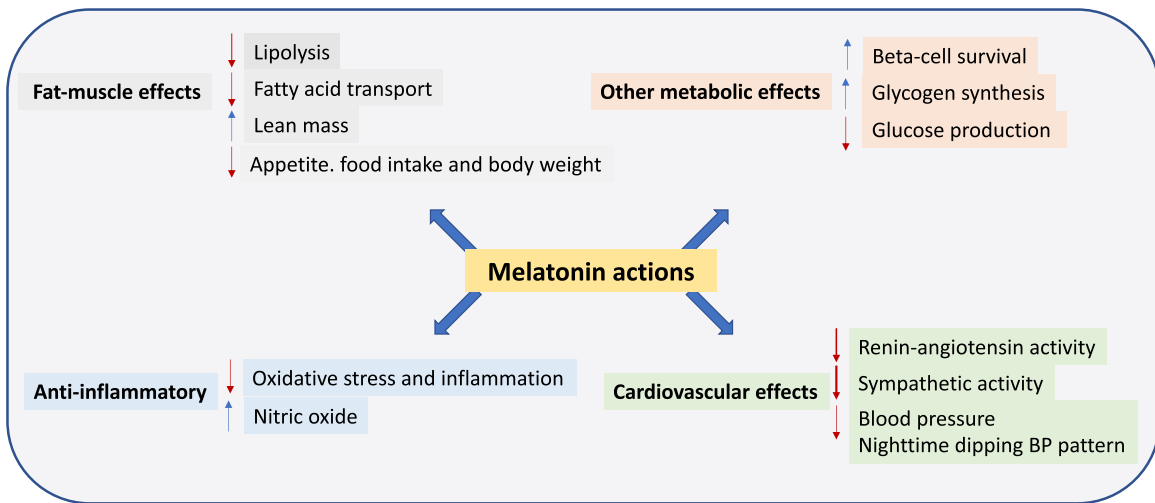 Fat-muscle effects
Lipolysis
Fatty acid transport
Lean mass
Appetite. food intake and body weight
Other metabolic effects
Beta-cell survival
Glycogen synthesis
Glucose production
Melatonin actions
Anti-inflammatory
Oxidative stress and inflammation
Nitric oxide
Cardiovascular effects
Renin-angiotensin activity
Sympathetic activity
Blood pressure
Nighttime dipping BP pattern